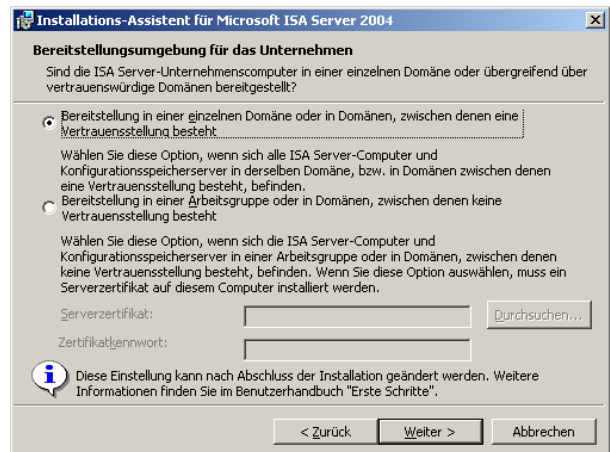 Installations-Assistent für Microsoft ISA Server 2004
Bereitstellungsumgebung für das Unternehmen
Sind die ISA Server-Unternehmenscomputer in einer einzelnen Domäne oder übergreifend über
vertrauenswürdige Domänen bereitgestellt?
Bereitstellung in einer einzelnen Domäne oder in Domänen, zwischen denen eine
Vertrauensstellung besteht
Wählen Sie diese Option, wenn sich alle ISA Server-Computer und
Konfigurationsspeicherserver in derselben Domäne, bzw. in Domänen zwischen denen
eine Vertrauensstellung besteht, befinden.
Bereitstellung in einer Arbeitsgruppe oder in Domänen, zwischen denen keine
Vertrauensstellung besteht
Wählen Sie diese Option, wenn sich die ISA Server-Computer und
Konfigurationsspeicherserver in einer Arbeitsgruppe oder in Domänen, zwischen denen
keine Vertrauensstellung besteht, befinden. Wenn Sie diese Option auswählen, muss ein
Serverzertifikat auf diesem Computer installiert werden.
Serverzertifikat:
Durchsuchen...
Zertifikatkennwort:
Diese Einstellung kann nach Abschluss der Installation geändert werden. Weitere
Informationen finden Sie im Benutzerhandbuch "Erste Schritte".
< Zurück
Weiter >
Abbrechen